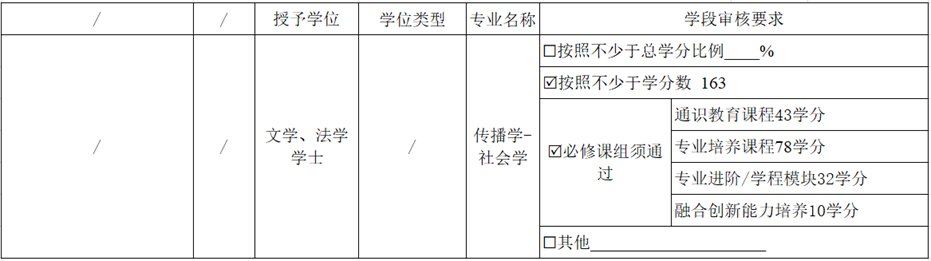 / / 授予学位 学位类型 专业名称 学段审核要求
☐按照不少于总学分比例____%
☑按照不少于学分数 163
/ / 文学、法学
学士
/
传播学-
社会学
☑必修课组须通
过
通识教育课程43学分
专业培养课程78学分
专业进阶/学程模块32学分
融合创新能力培养10学分
☐其他____________________